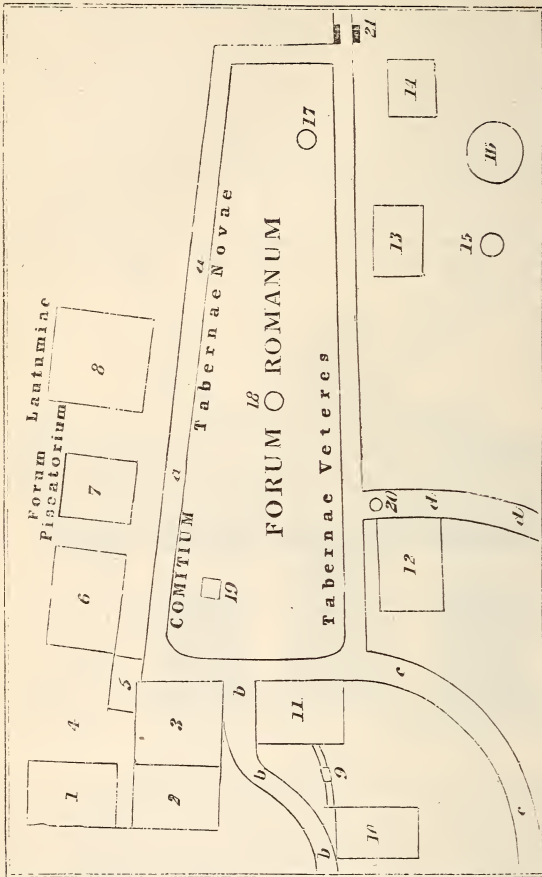 21
14
16
17
13
15
a
Tabernae Novae
FORUM ROMANUM
18
Lautumiae
8
Forum
Piscatorium
7
a
Tabernae Veteres
20
d
d
12
6
COMITIUM
19
5
4
3
b
11
c
b
9
1
2
b
10
c